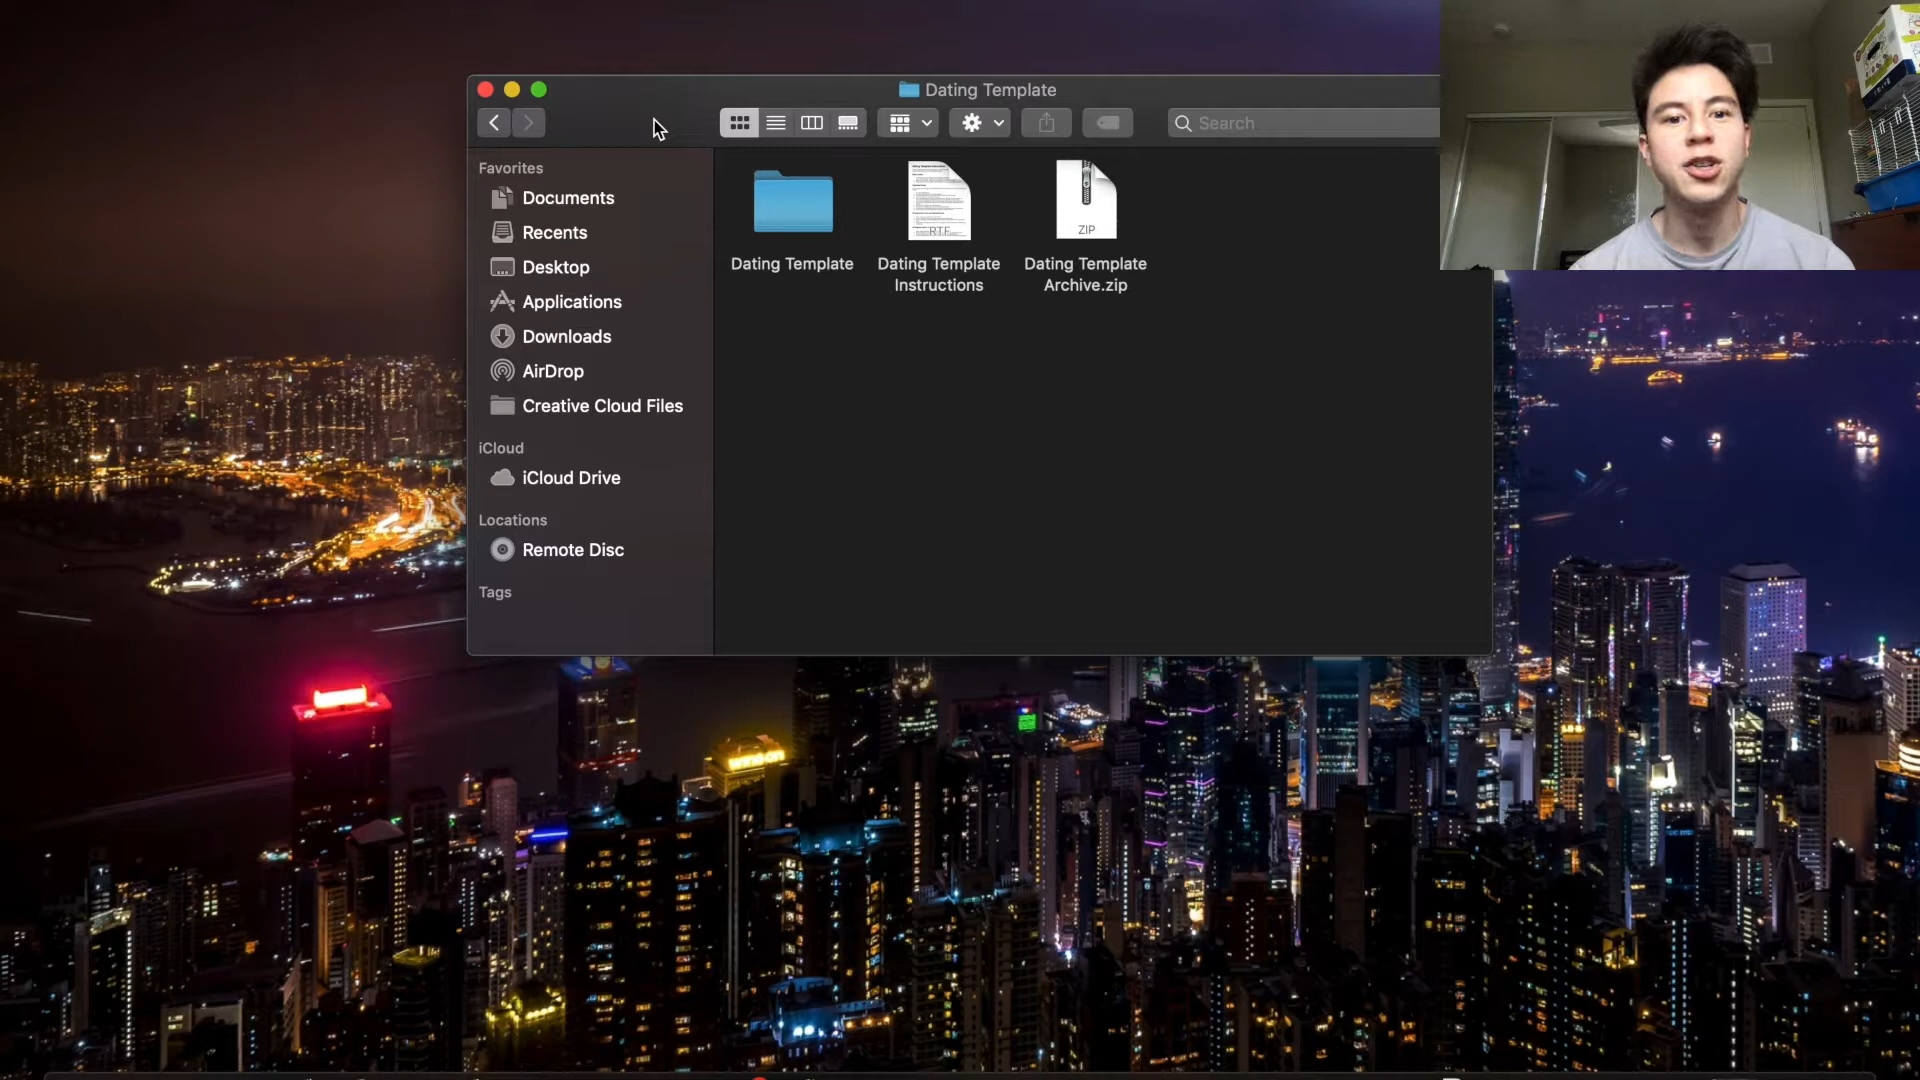 Dating Template
Search
Favorites
Documents
Recents
Desktop
Applications
Downloads
AirDrop
Creative Cloud Files
iCloud
iCloud Drive
Locations
Remote Disc
Tags
Dating Template
RTF
Dating Template
Instructions
ZIP
Dating Template
Archive.zip